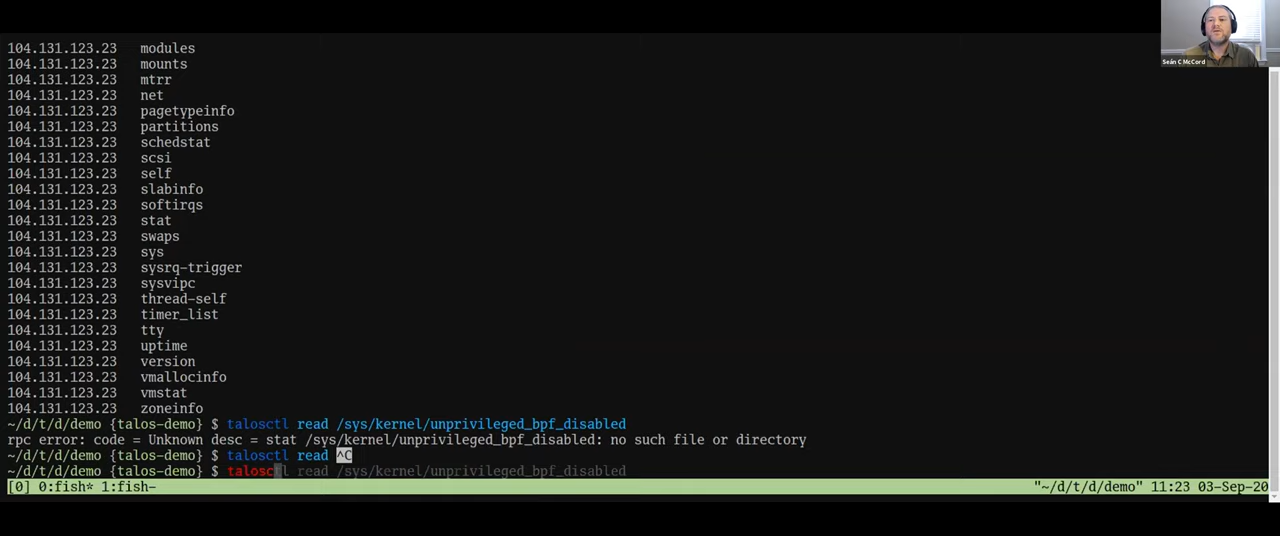 Seán C McCord
104.131.123.23 modules
104.131.123.23 mounts
104.131.123.23 mtrr
104.131.123.23 net
104.131.123.23 pagetypeinfo
104.131.123.23 partitions
104.131.123.23 schedstat
104.131.123.23 scsi
104.131.123.23 self
104.131.123.23 slabinfo
104.131.123.23 softirqs
104.131.123.23 stat
104.131.123.23 swaps
104.131.123.23 sys
104.131.123.23 sysrq-trigger
104.131.123.23 sysvipc
104.131.123.23 thread-self
104.131.123.23 timer_list
104.131.123.23 tty
104.131.123.23 uptime
104.131.123.23 version
104.131.123.23 vmallocinfo
104.131.123.23 vmstat
104.131.123.23 zoneinfo
~/d/t/d/demo {talos-demo} $ talosctl read /sys/kernel/unprivileged_bpf_disabled
rpc error: code = Unknown desc = stat /sys/kernel/unprivileged_bpf_disabled: no such file or directory
~/d/t/d/demo {talos-demo} $ talosctl read ^C
~/d/t/d/demo {talos-demo} $ talosctl read /sys/kernel/unprivileged_bpf_disabled
[0] 0:fish* 1:fish- "~/d/t/d/demo" 11:23 03-Sep-20